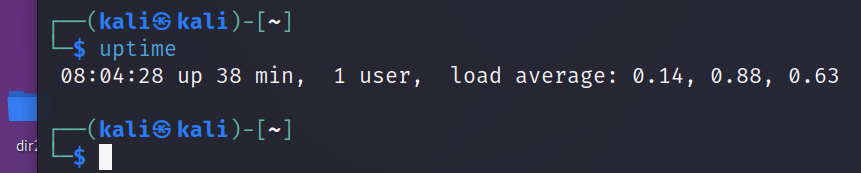 ┌──(kali㉿kali)-[~]
└─$ uptime
 08:04:28 up 38 min,  1 user,  load average: 0.14, 0.88, 0.63
┌──(kali㉿kali)-[~]
└─$
dir2